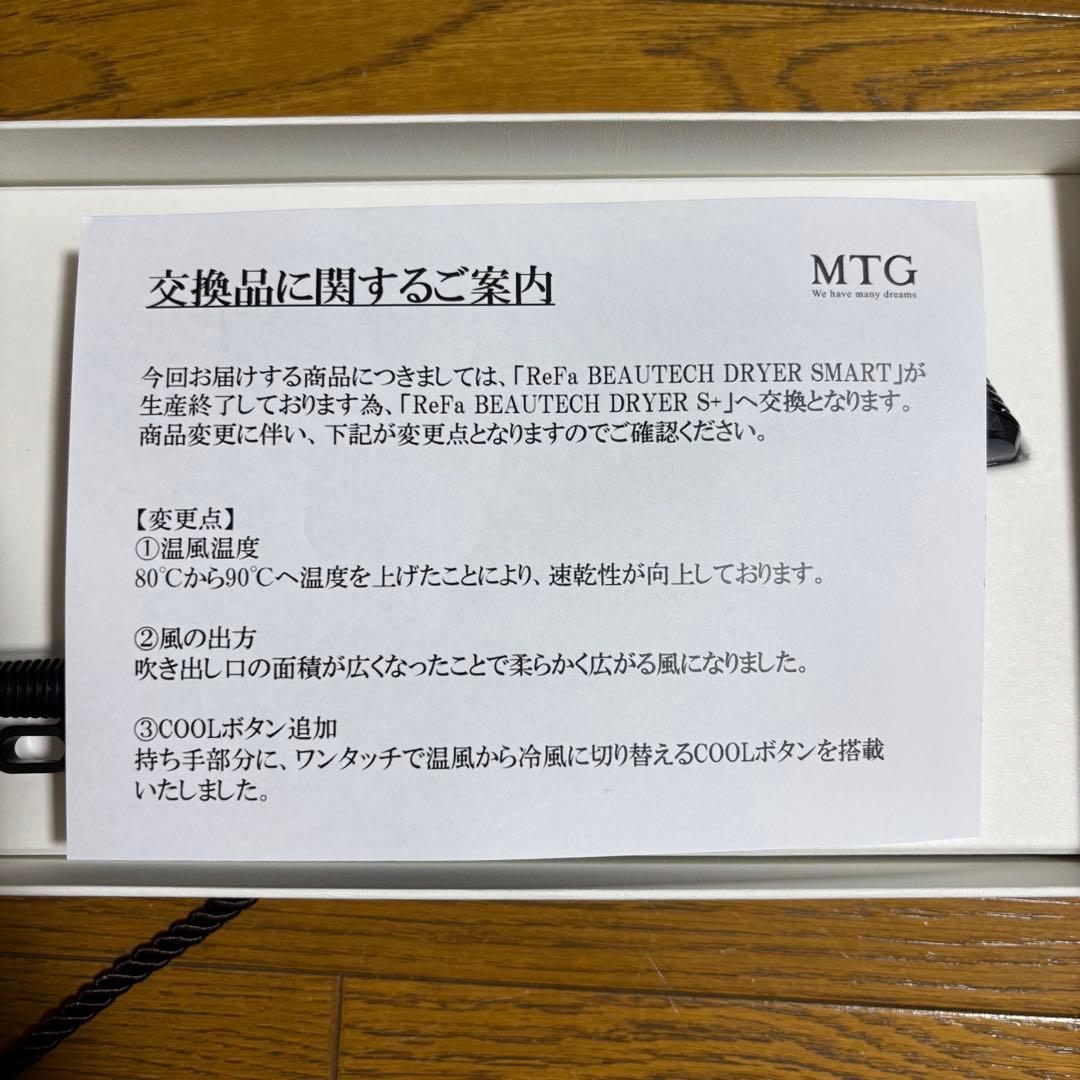 交換品に関するご案内
MTG
We have many dreams
今回お届けする商品につきましては、「ReFa BEAUTECH DRYER SMART」が
生産終了しております為、「ReFa BEAUTECH DRYER S+」へ交換となります。
商品変更に伴い、下記が変更点となりますのでご確認ください。
【変更点】
①温風温度
80℃から90℃へ温度を上げたことにより、速乾性が向上しております。
②風の出方
吹き出し口の面積が広くなったことで柔らかく広がる風になりました。
③COOLボタン追加
持ち手部分に、ワンタッチで温風から冷風に切り替えるCOOLボタンを搭載
いたしました。